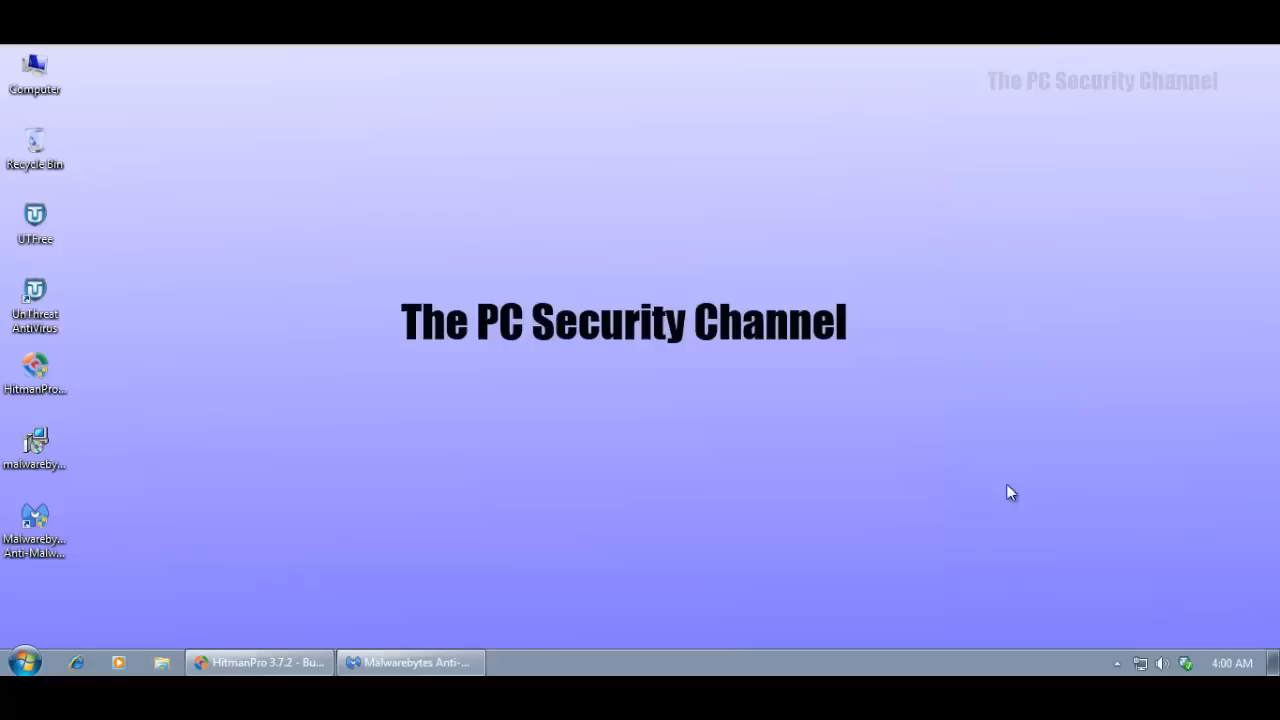 The PC Security Channel
Computer
Recycle Bin
UTFree
UnThreat
AntiVirus
The PC Security Channel
HitmanPro...
malwareby...
Malwareby...
Anti-Malw...
HitmanPro 3.7.2 - Bu...
Malwarebytes Anti-...
4:00 AM